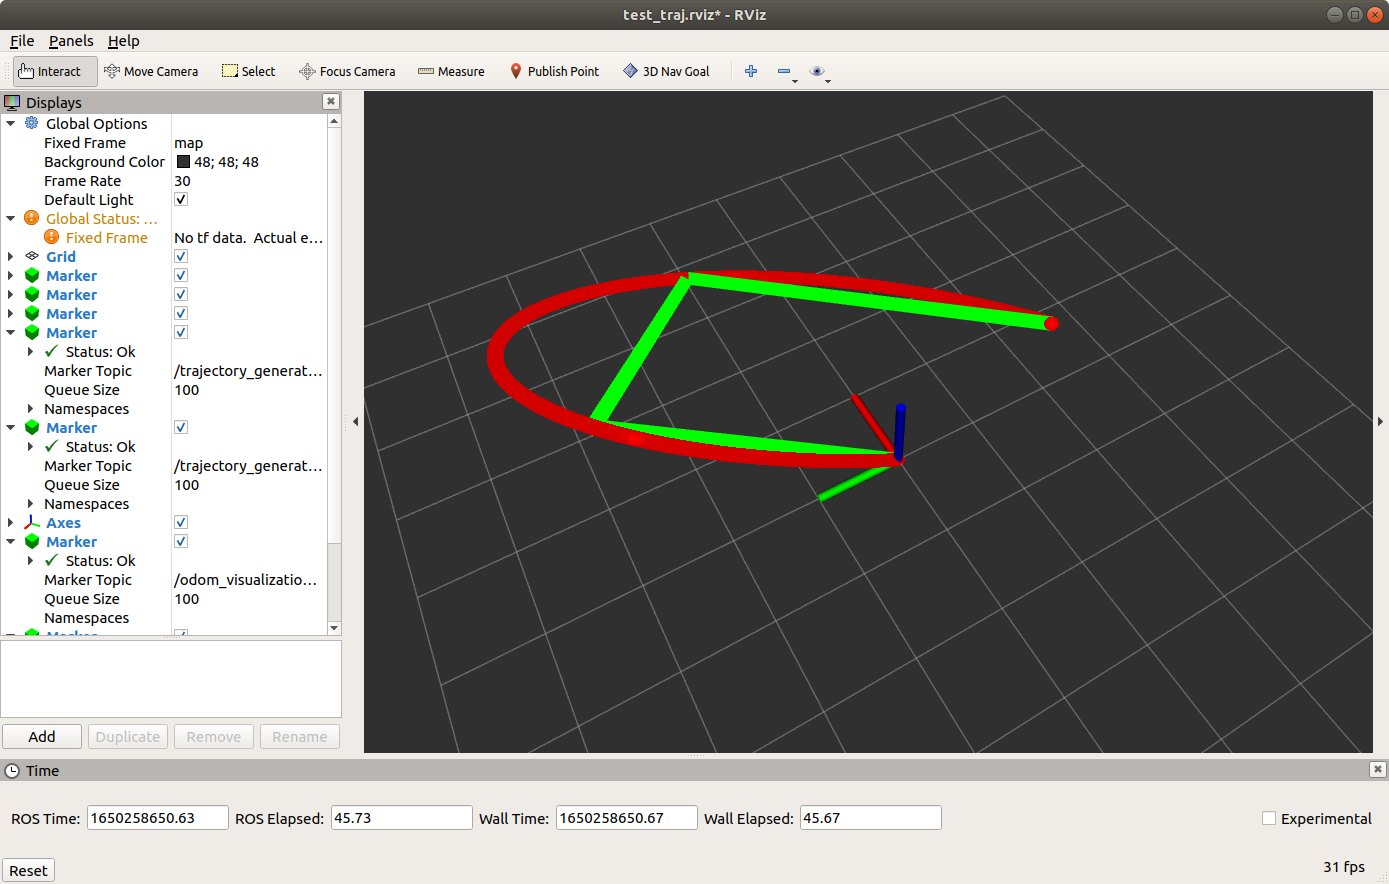 test_traj.rviz* - RViz
File Panels Help
Interact Move Camera Select Focus Camera Measure Publish Point 3D Nav Goal
Displays
Global Options
Fixed Frame map
Background Color 48; 48; 48
Frame Rate 30
Default Light
Global Status: ...
Fixed Frame No tf data. Actual e...
Grid
Marker
Marker
Marker
Marker
Status: Ok
Marker Topic /trajectory_generat...
Queue Size 100
Namespaces
Marker
Status: Ok
Marker Topic /trajectory_generat...
Queue Size 100
Namespaces
Axes
Marker
Status: Ok
Marker Topic /odom_visualizatio...
Queue Size 100
Namespaces
Marker
Add Duplicate Remove Rename
Time
ROS Time: 1650258650.63 ROS Elapsed: 45.73 Wall Time: 1650258650.67 Wall Elapsed: 45.67 Experimental
Reset 31 fps